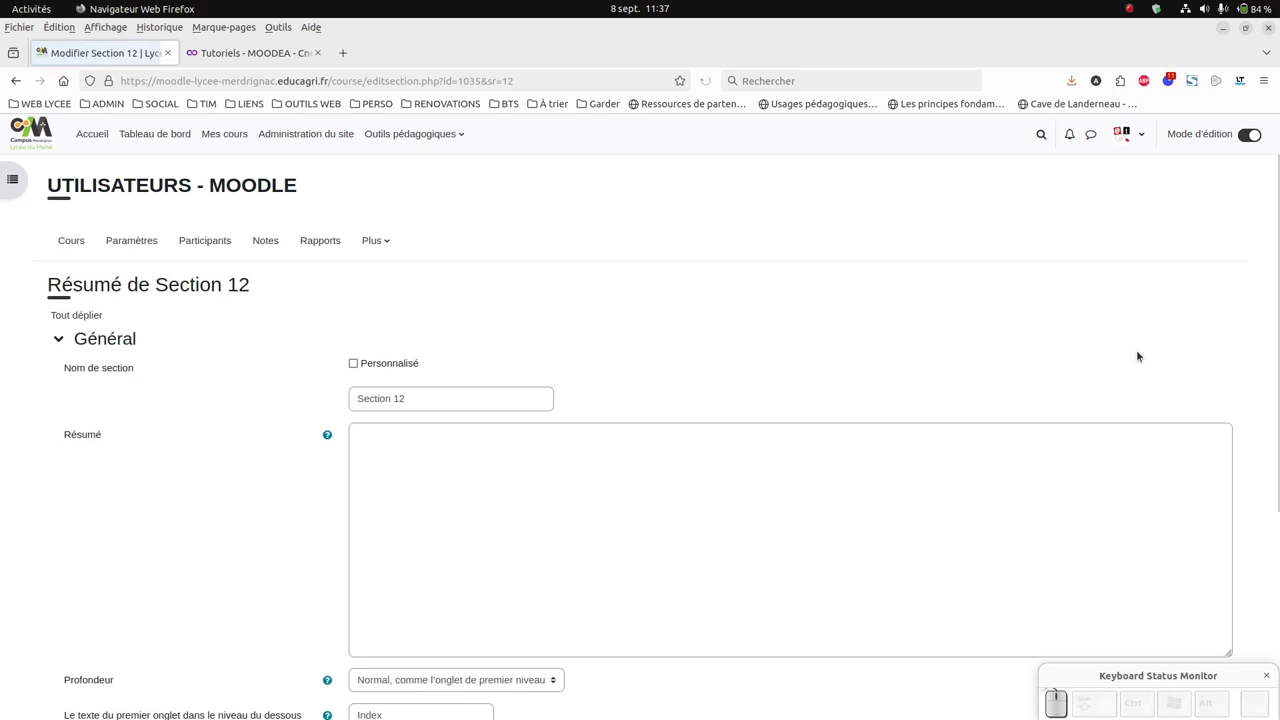 Activités Navigateur Web Firefox 8 sept. 11:37 84 %
Fichier Édition Affichage Historique Marque-pages Outils Aide
Modifier Section 12 | Lyc Tutoriels - MOODEA - Cn
https://moodle-lycee-merdrignac.educagri.fr/course/editsection.php?id=1035&sr=12 Rechercher
WEB LYCEE ADMIN SOCIAL TIM LIENS OUTILS WEB PERSO RENOVATIONS BTS À trier Garder Ressources de parten... Usages pédagogiques... Les principes fondam... Cave de Landerneau - ...
Accueil Tableau de bord Mes cours Administration du site Outils pédagogiques Mode d'édition
UTILISATEURS - MOODLE
Cours Paramètres Participants Notes Rapports Plus
Résumé de Section 12
Tout déplier
Général
Nom de section Personnalisé
Section 12
Résumé
Profondeur Normal, comme l'onglet de premier niveau
Le texte du premier onglet dans le niveau du dessous Index
Keyboard Status Monitor
Ctrl Alt